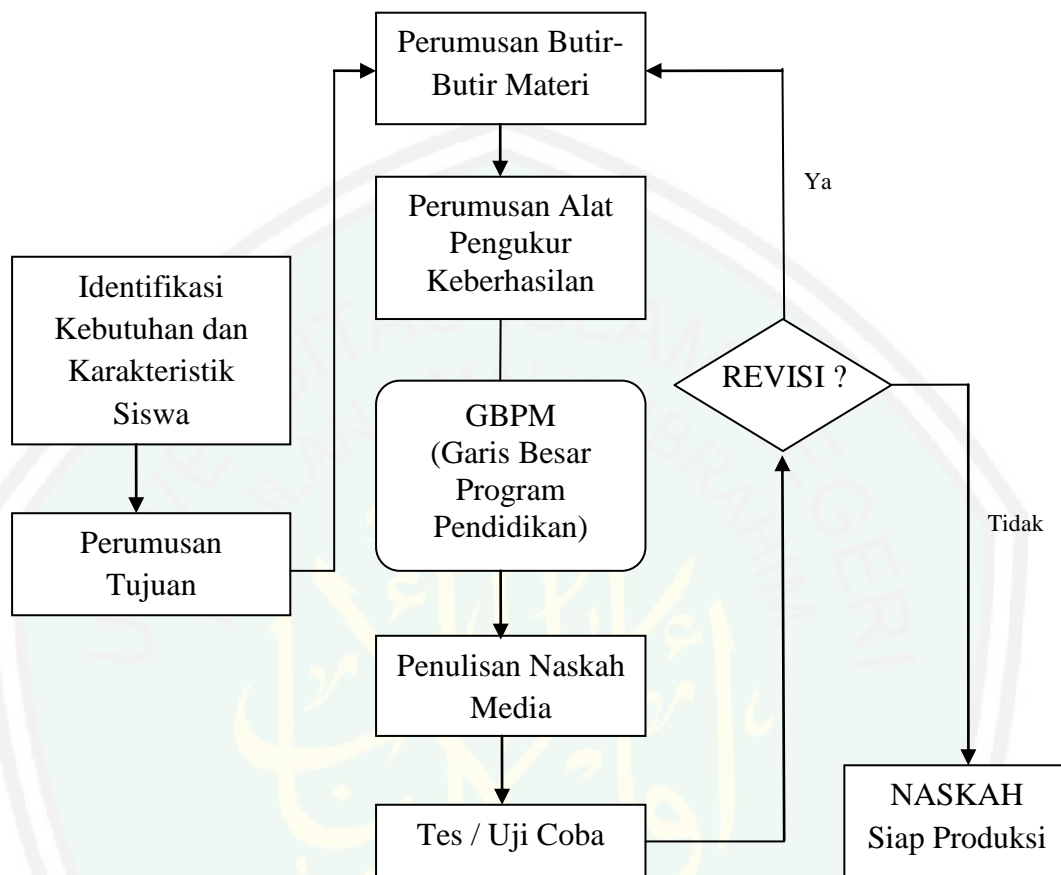 Perumusan Butir-
Butir Materi
Ya
Perumusan Alat
Pengukur
Keberhasilan
Identifikasi
Kebutuhan dan
Karakteristik
Siswa
REVISI ?
GBPM
(Garis Besar
Program
Pendidikan)
Perumusan
Tujuan
Tidak
Penulisan Naskah
Media
Tes / Uji Coba
NASKAH
Siap Produksi